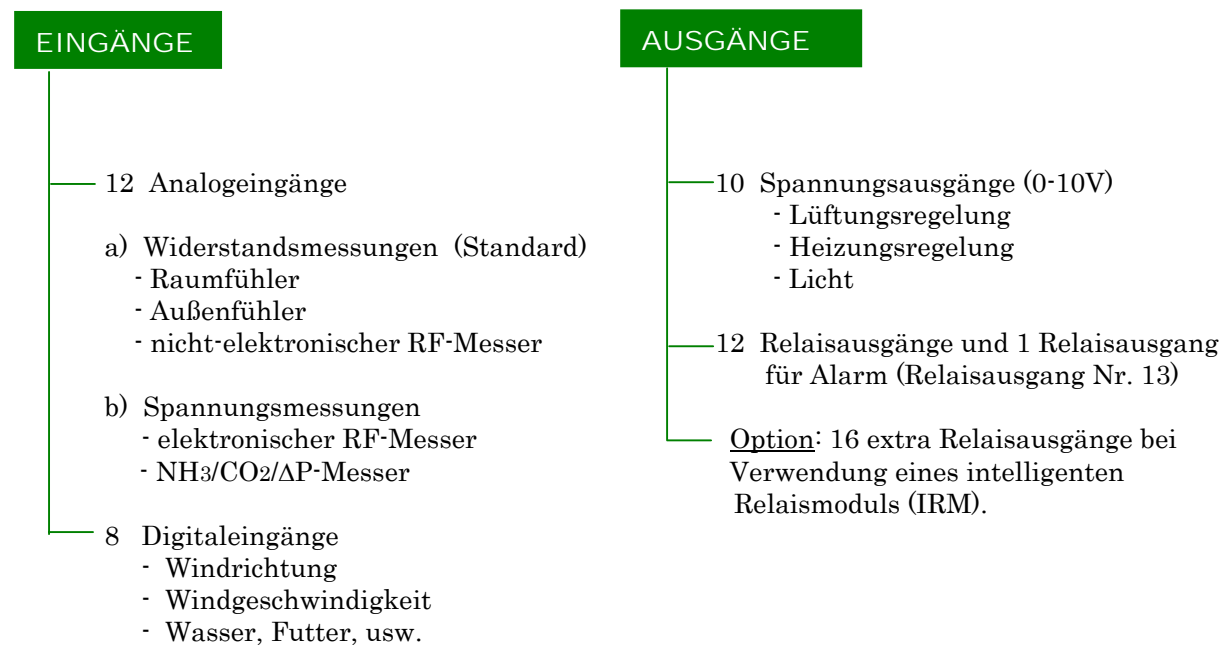 EINGÄNGE
12 Analogeingänge
a) Widerstandsmessungen (Standard)
- Raumfühler
- Außenfühler
- nicht-elektronischer RF-Messer
b) Spannungsmessungen
- elektronischer RF-Messer
- NH3/CO2/ΔP-Messer
8 Digitaleingänge
- Windrichtung
- Windgeschwindigkeit
- Wasser, Futter, usw.
AUSGÄNGE
10 Spannungsausgänge (0-10V)
- Lüftungsregelung
- Heizungsregelung
- Licht
12 Relaisausgänge und 1 Relaisausgang
für Alarm (Relaisausgang Nr. 13)
Option: 16 extra Relaisausgänge bei
Verwendung eines intelligenten
Relaismoduls (IRM).